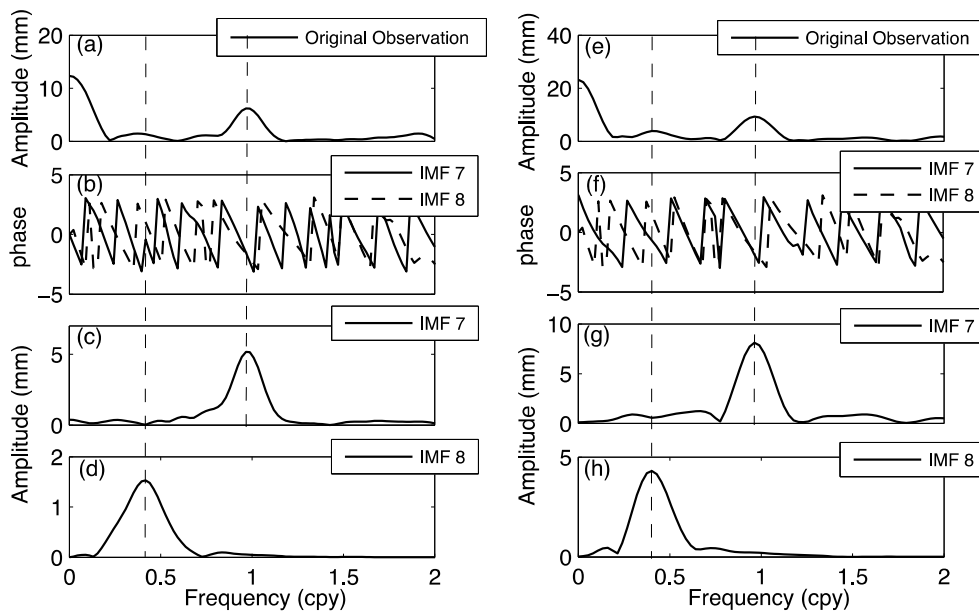 (a)
Original Observation
Amplitude (mm)
20
10
0
(b)
IMF 7
IMF 8
phase
5
0
−5
(c)
IMF 7
Amplitude (mm)
5
0
(d)
IMF 8
Amplitude (mm)
2
1
0
0 0.5 1 1.5 2
Frequency (cpy)
(e)
Original Observation
Amplitude (mm)
40
20
0
(f)
IMF 7
IMF 8
phase
5
0
−5
(g)
IMF 7
Amplitude (mm)
10
5
0
(h)
IMF 8
Amplitude (mm)
5
0
0 0.5 1 1.5 2
Frequency (cpy)